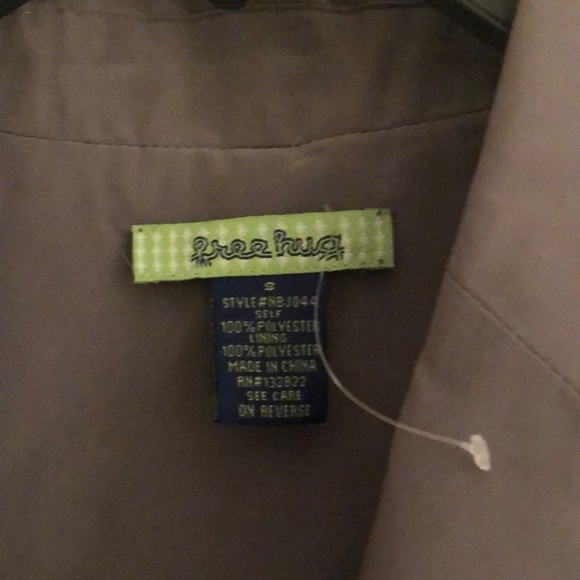 free hug
S
STYLE#NBJ044
SELF
100% POLYESTER
LINING
100% POLYESTER
MADE IN CHINA
RN#132822
SEE CARE
ON REVERSE